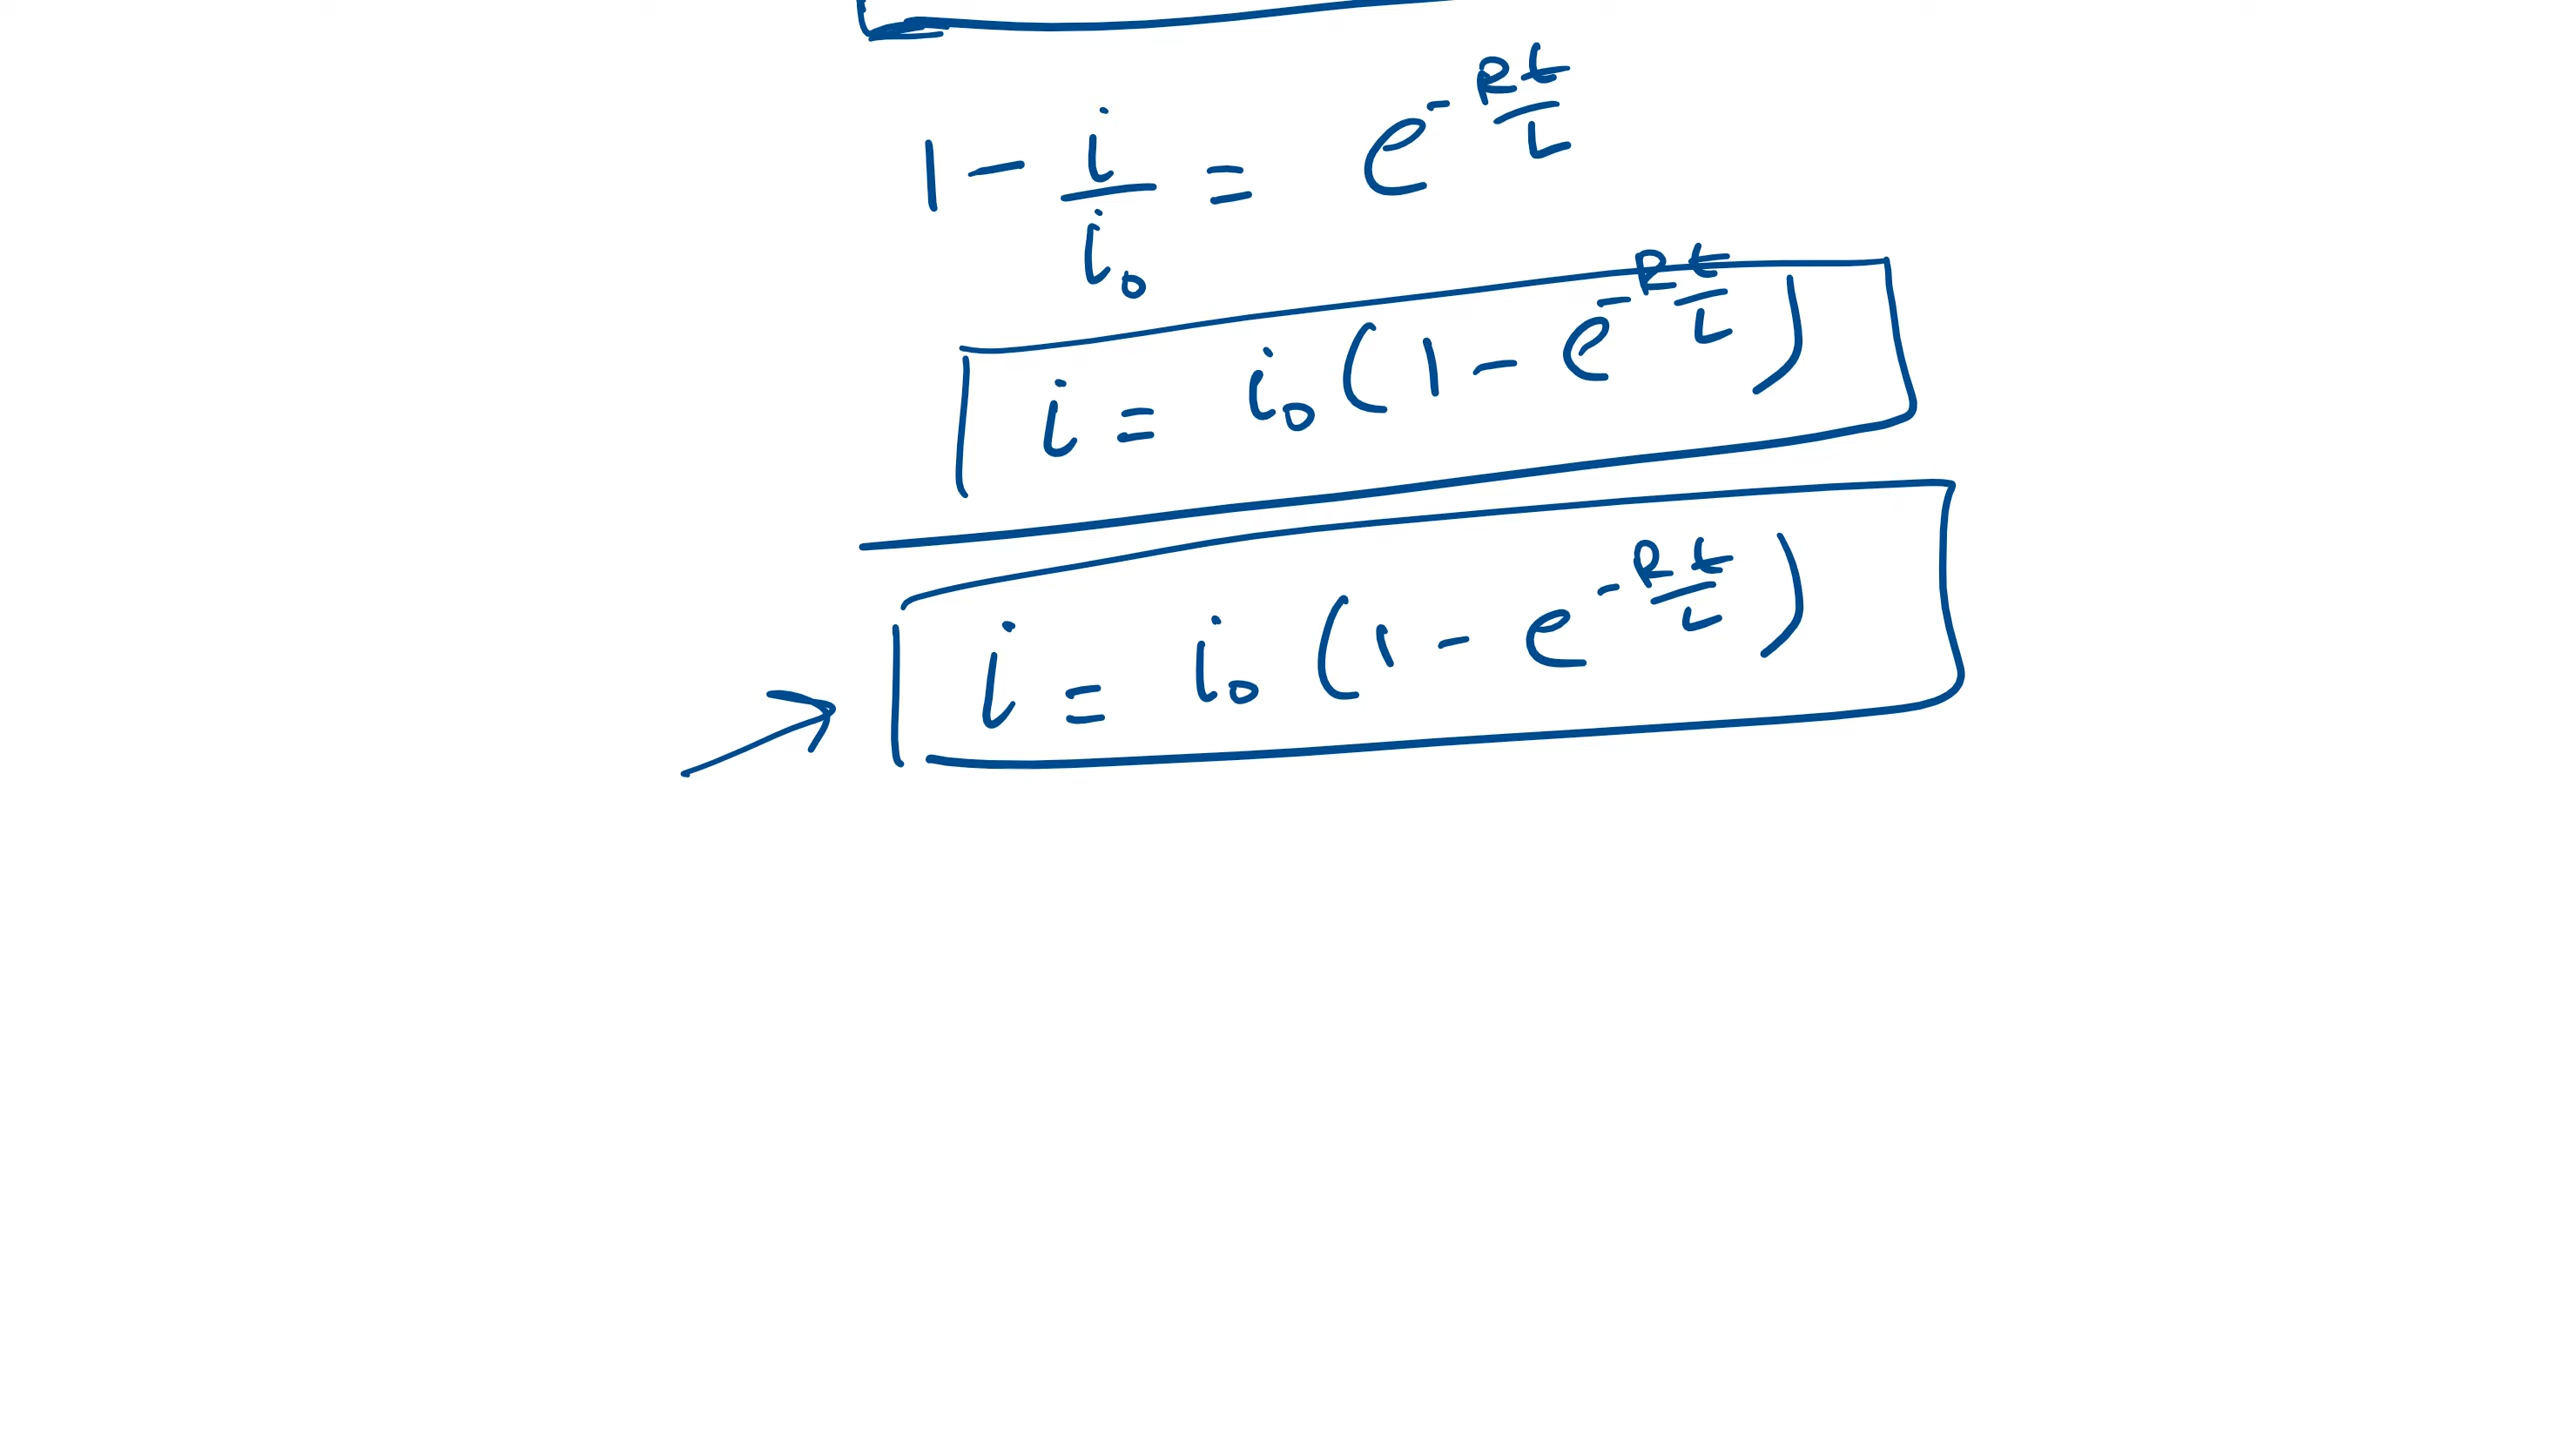 1 - i/i₀ = e^(-Rt/L)
i = i₀(1 - e^(-Rt/L))
i = i₀(1 - e^(-Rt/L))